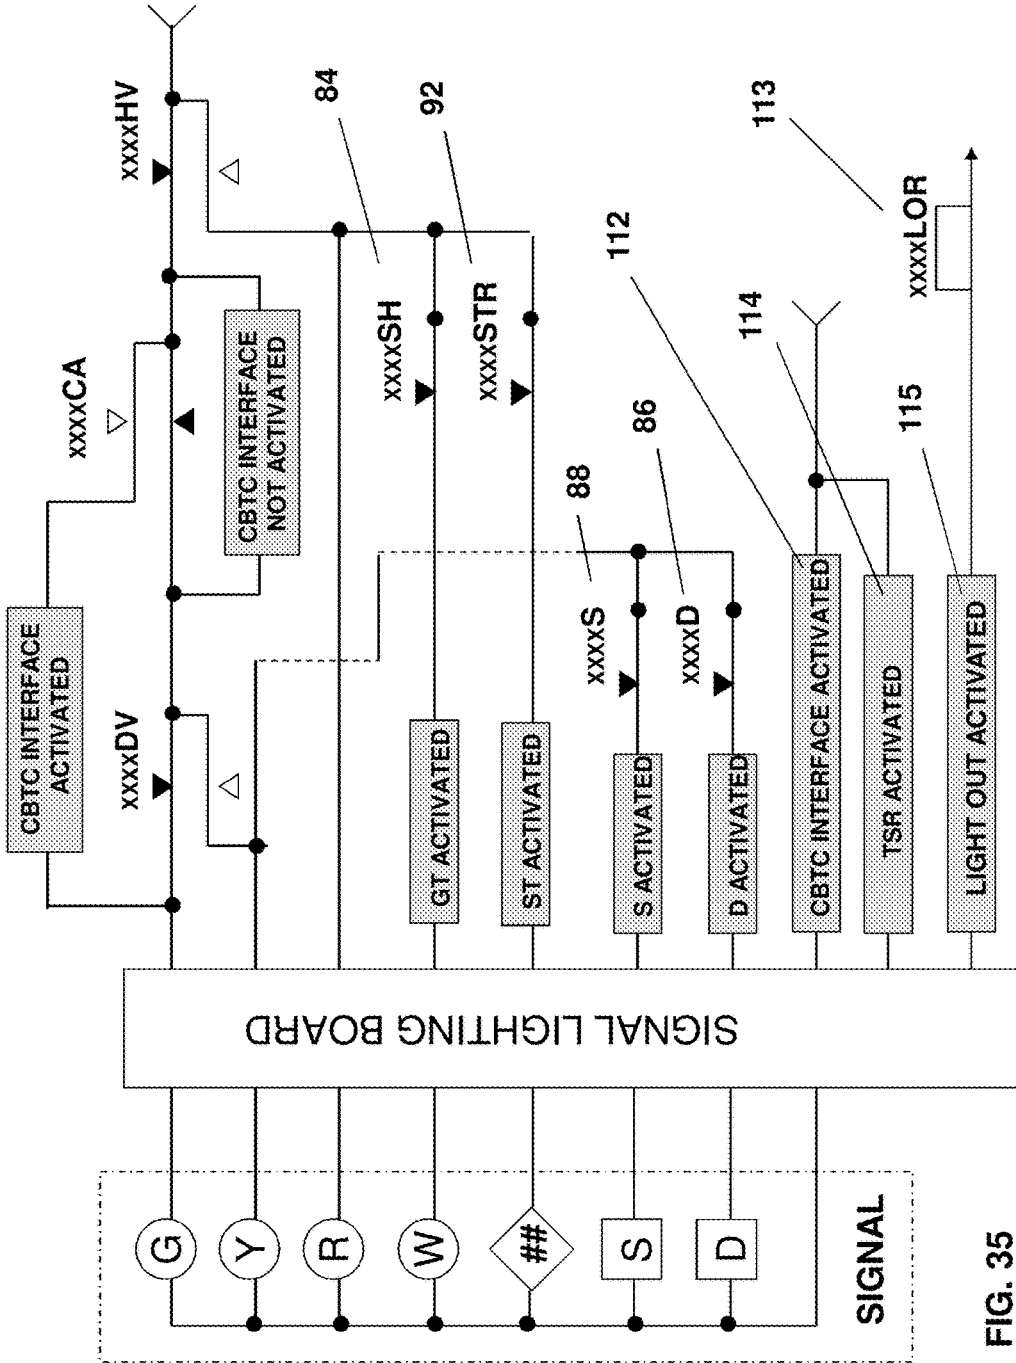 xxxxHV
xxxxCA
xxxxDV
CBTC INTERFACE
ACTIVATED
CBTC INTERFACE
NOT ACTIVATED
84
92
xxxxSH
xxxxSTR
88
86
xxxxS
xxxxD
112
114
113
xxxxLOR
115
GT ACTIVATED
ST ACTIVATED
S ACTIVATED
D ACTIVATED
CBTC INTERFACE ACTIVATED
TSR ACTIVATED
LIGHT OUT ACTIVATED
SIGNAL LIGHTING BOARD
G
Y
R
W
##
S
D
SIGNAL
FIG. 35